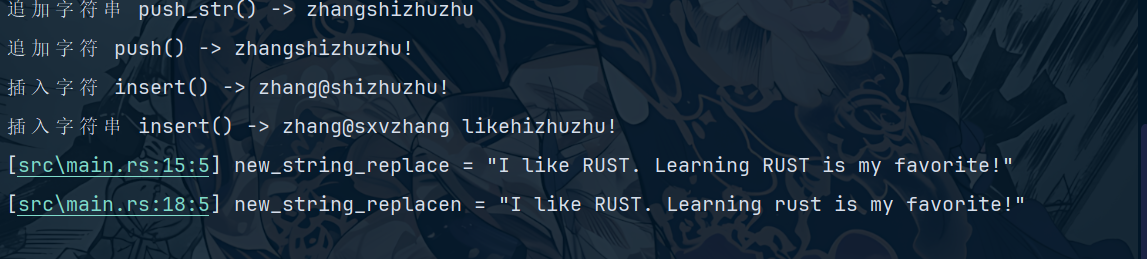 追加字符串 push_str() -> zhangshizhuzhu
追加字符 push() -> zhangshizhuzhu!
插入字符 insert() -> zhang@shizhuzhu!
插入字符串 insert() -> zhang@sxvzhang likehizhuzhu!
[src\main.rs:15:5] new_string_replace = "I like RUST. Learning RUST is my favorite!"
[src\main.rs:18:5] new_string_replacen = "I like RUST. Learning rust is my favorite!"